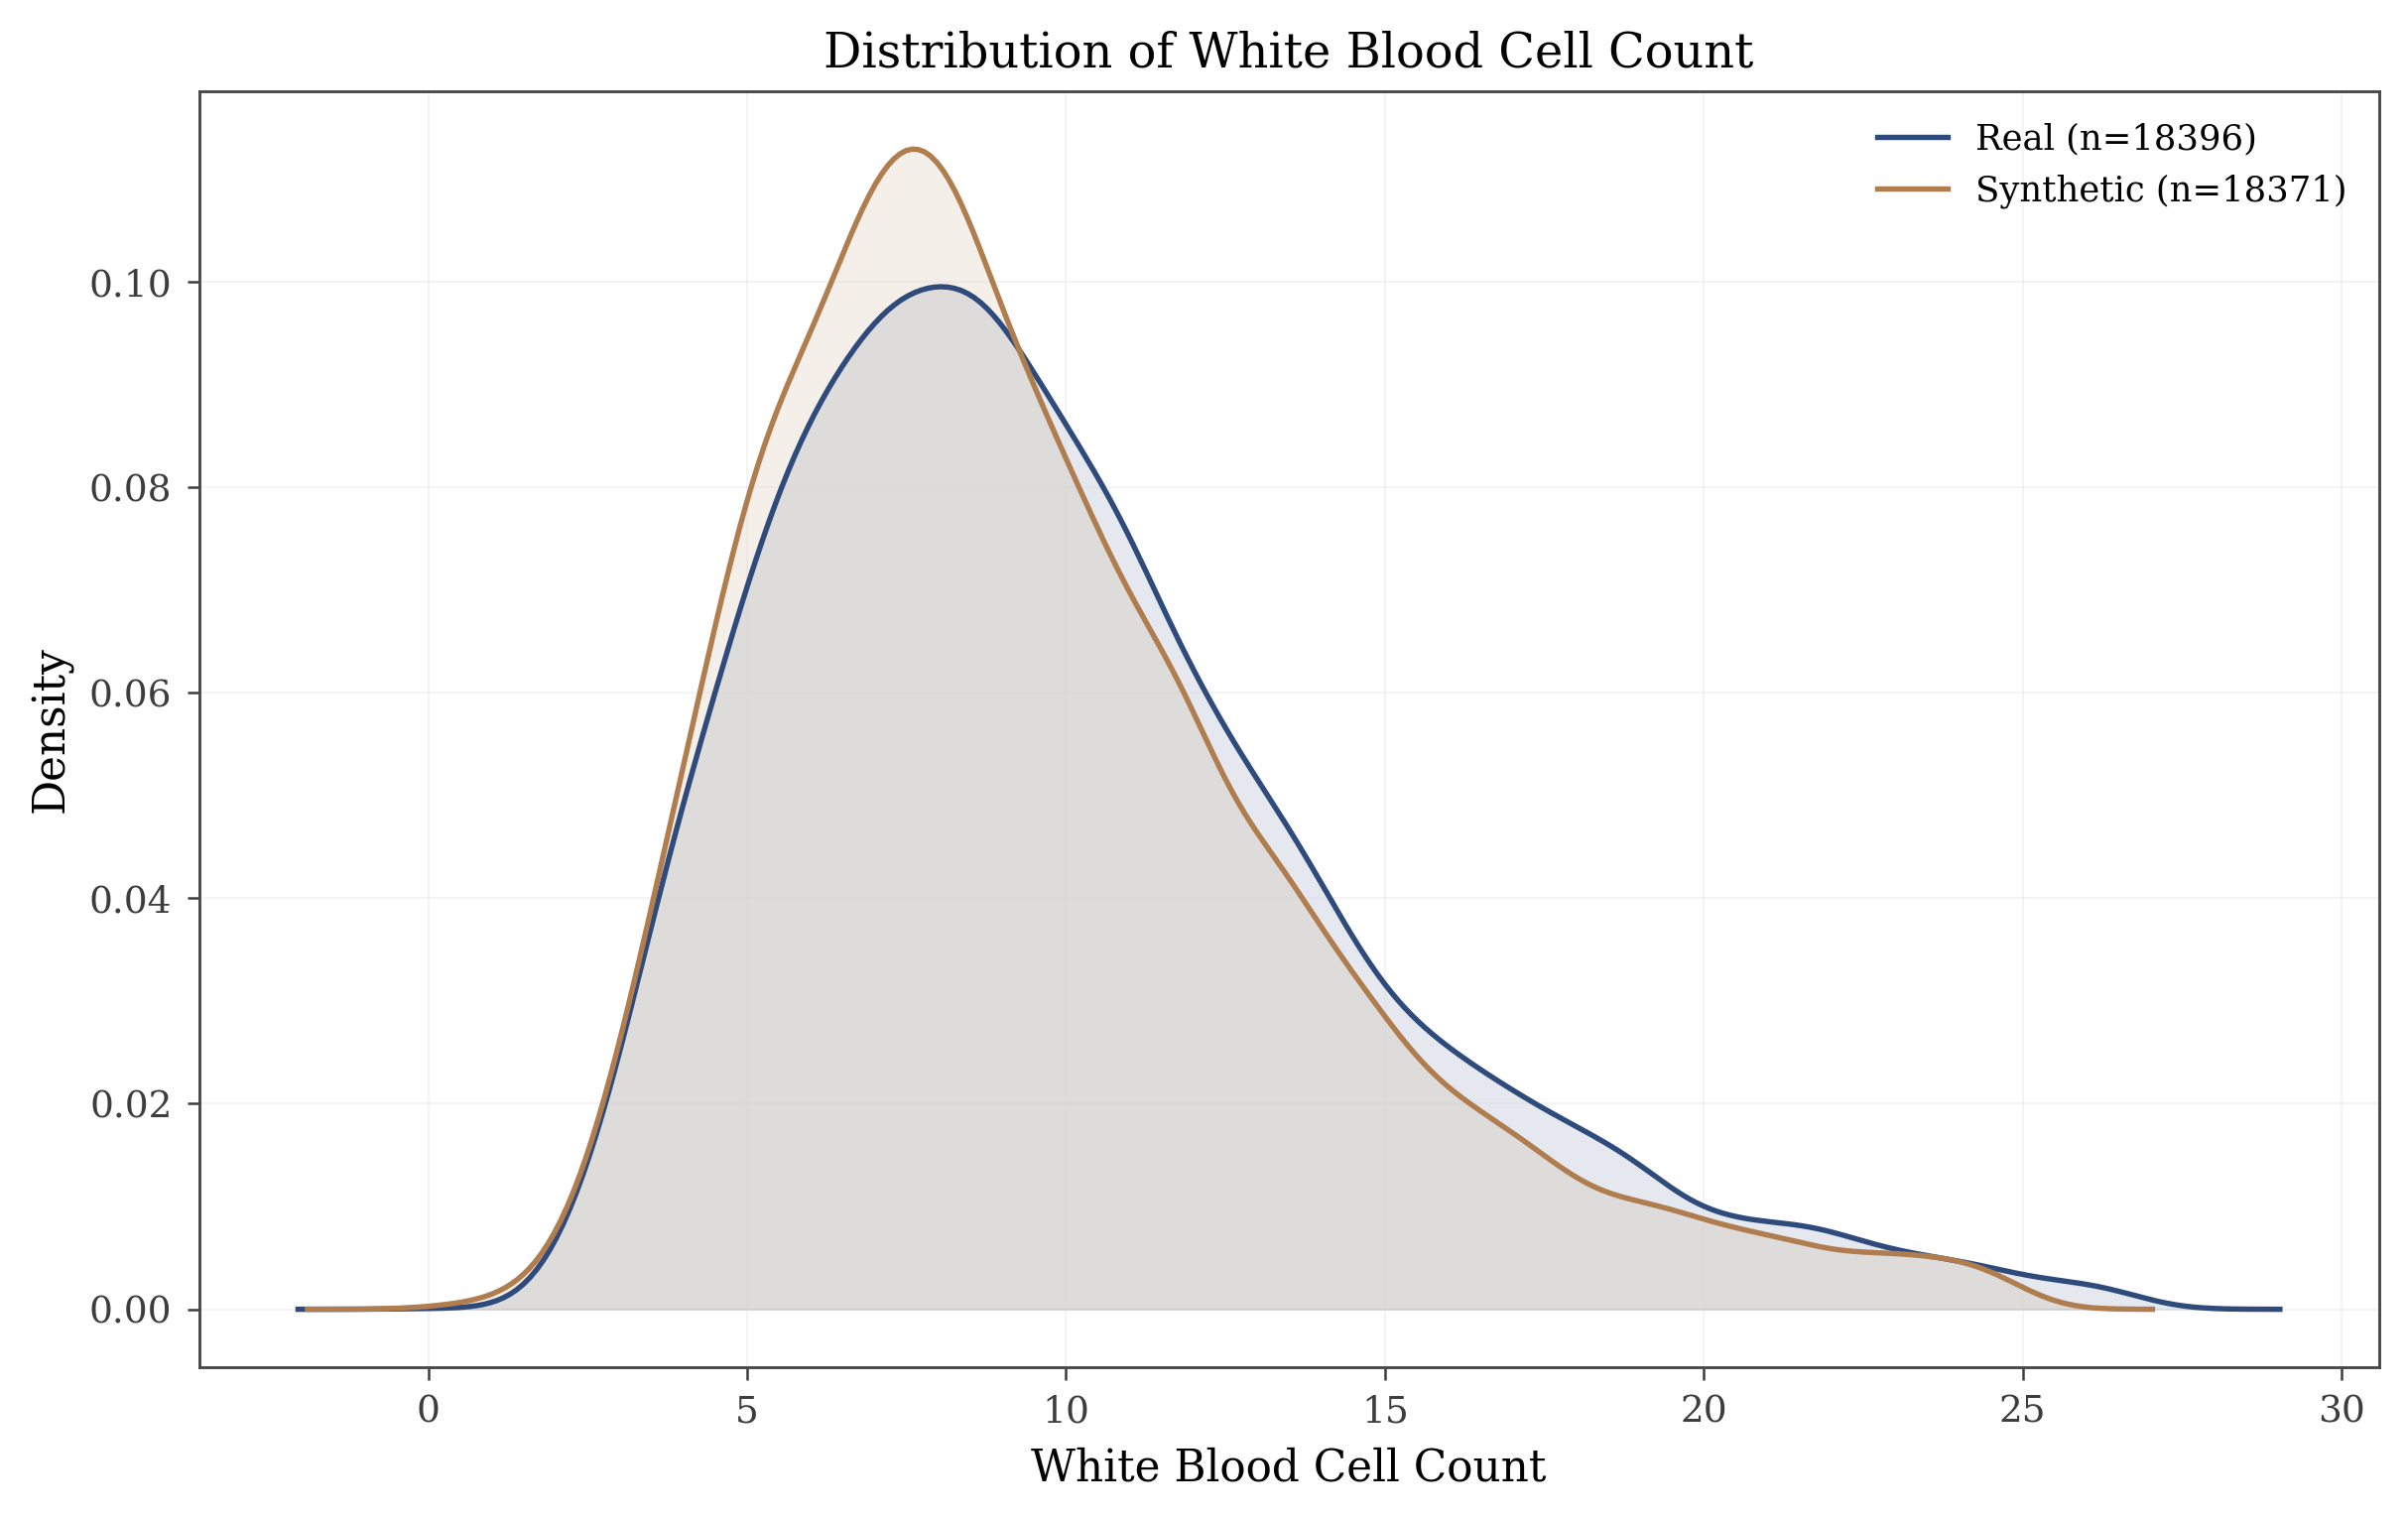 Distribution of White Blood Cell Count
Real (n=18396)
Synthetic (n=18371)
0.10
0.08
0.06
0.04
0.02
0.00
Density
0 5 10 15 20 25 30
White Blood Cell Count